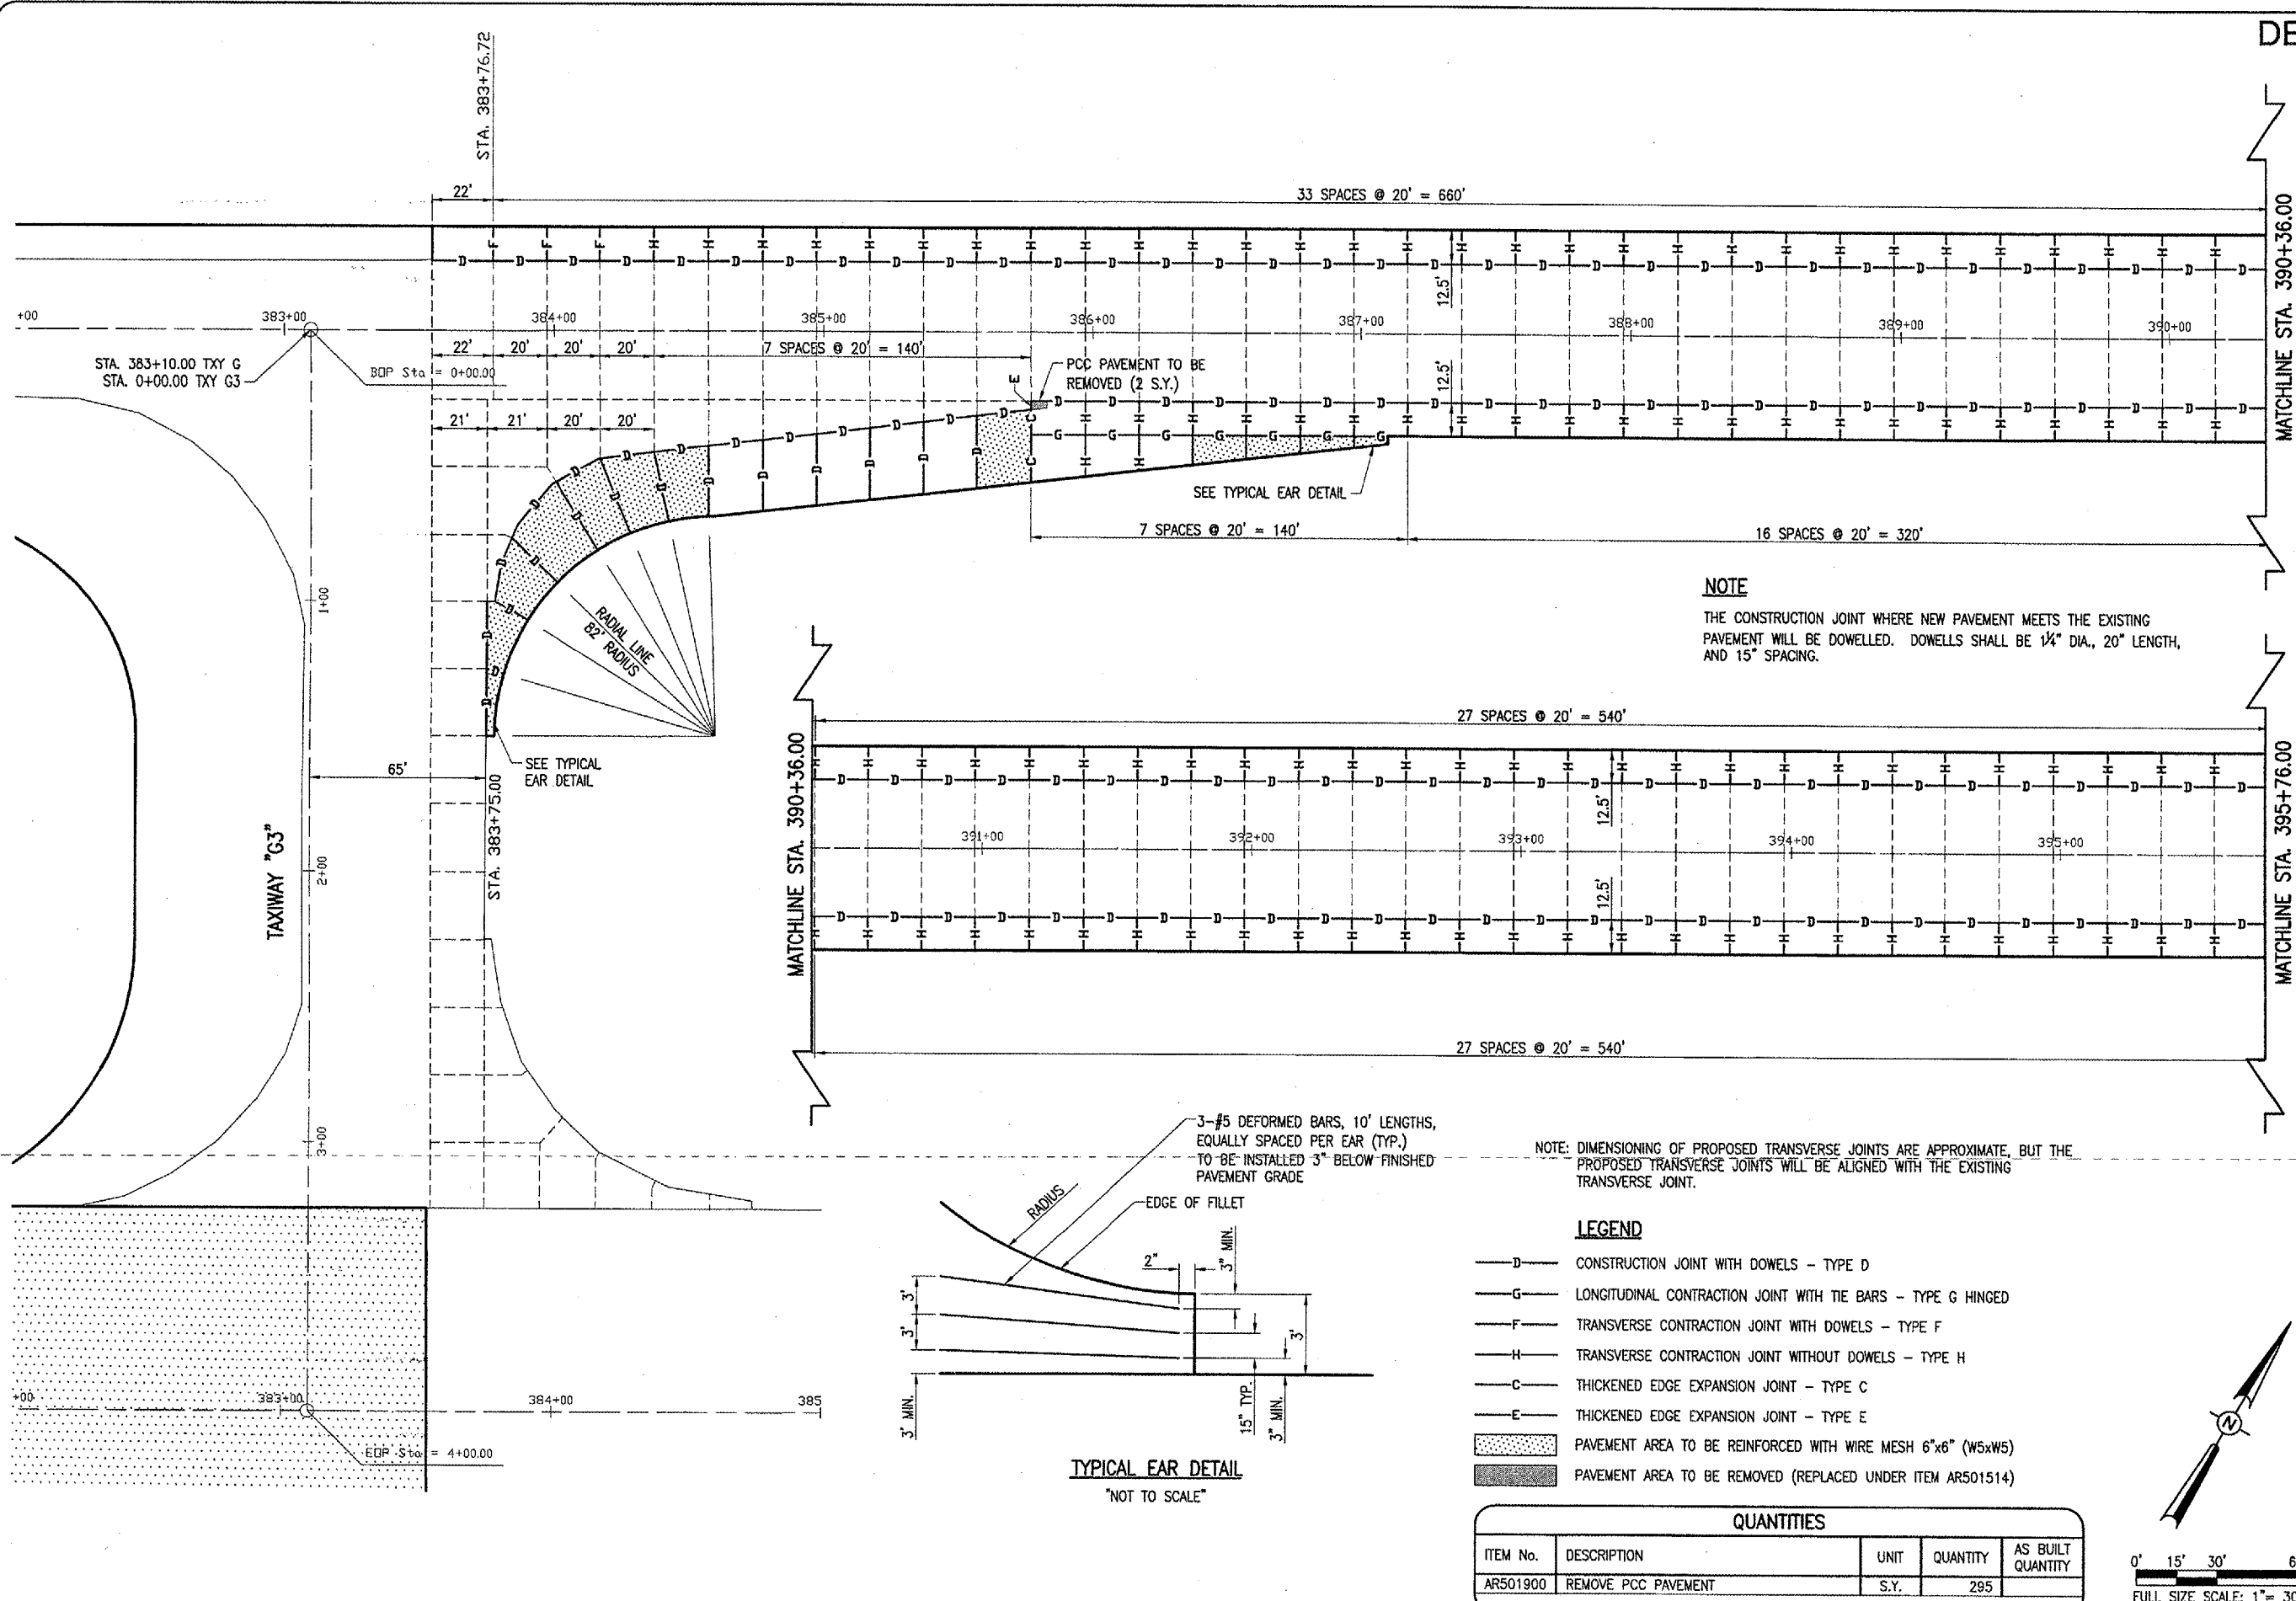 DE
STA. 383+76.72
22'
33 SPACES @ 20' = 660'
F F F H H H H H H H H H H H H H H H H H H H H H H H H H H H H H H
D D D D D D D D D D D D D D D D D D D D D D D D D D D D D D D D D D
12.5'
+00
383+00
384+00
385+00
386+00
387+00
388+00
389+00
390+00
MATCHLINE STA. 390+36.00
STA. 383+10.00 TXY G
STA. 0+00.00 TXY G3
BOP Sta = 0+00.00
22'
20'
20'
20'
7 SPACES @ 20' = 140'
PCC PAVEMENT TO BE
REMOVED (2 S.Y.)
E
C
12.5'
21'
21'
20'
20'
G G G G G G G
C
SEE TYPICAL EAR DETAIL
7 SPACES @ 20' = 140'
16 SPACES @ 20' = 320'
NOTE
THE CONSTRUCTION JOINT WHERE NEW PAVEMENT MEETS THE EXISTING
PAVEMENT WILL BE DOWELLED. DOWELLS SHALL BE 1¼" DIA., 20" LENGTH,
AND 15" SPACING.
1+00
RADIAL LINE
82' RADIUS
SEE TYPICAL
EAR DETAIL
65'
STA. 383+75.00
TAXIWAY "G3"
2+00
3+00
27 SPACES @ 20' = 540'
MATCHLINE STA. 390+36.00
12.5'
391+00
392+00
393+00
394+00
395+00
12.5'
MATCHLINE STA. 395+76.00
27 SPACES @ 20' = 540'
3-#5 DEFORMED BARS, 10' LENGTHS,
EQUALLY SPACED PER EAR (TYP.)
TO BE INSTALLED 3" BELOW FINISHED
PAVEMENT GRADE
EDGE OF FILLET
RADIUS
2"
3" MIN.
3'
3'
3'
3' MIN.
15" TYP.
3" MIN.
TYPICAL EAR DETAIL
"NOT TO SCALE"
+00
383+00
384+00
385
EOP Sta = 4+00.00
NOTE: DIMENSIONING OF PROPOSED TRANSVERSE JOINTS ARE APPROXIMATE, BUT THE
PROPOSED TRANSVERSE JOINTS WILL BE ALIGNED WITH THE EXISTING
TRANSVERSE JOINT.
LEGEND
D CONSTRUCTION JOINT WITH DOWELS - TYPE D
G LONGITUDINAL CONTRACTION JOINT WITH TIE BARS - TYPE G HINGED
F TRANSVERSE CONTRACTION JOINT WITH DOWELS - TYPE F
H TRANSVERSE CONTRACTION JOINT WITHOUT DOWELS - TYPE H
C THICKENED EDGE EXPANSION JOINT - TYPE C
E THICKENED EDGE EXPANSION JOINT - TYPE E
PAVEMENT AREA TO BE REINFORCED WITH WIRE MESH 6"x6" (W5xW5)
PAVEMENT AREA TO BE REMOVED (REPLACED UNDER ITEM AR501514)
QUANTITIES
ITEM No. DESCRIPTION UNIT QUANTITY AS BUILT
QUANTITY
AR501900 REMOVE PCC PAVEMENT S.Y. 295
N
0' 15' 30' 6
FULL SIZE SCALE: 1"= 30